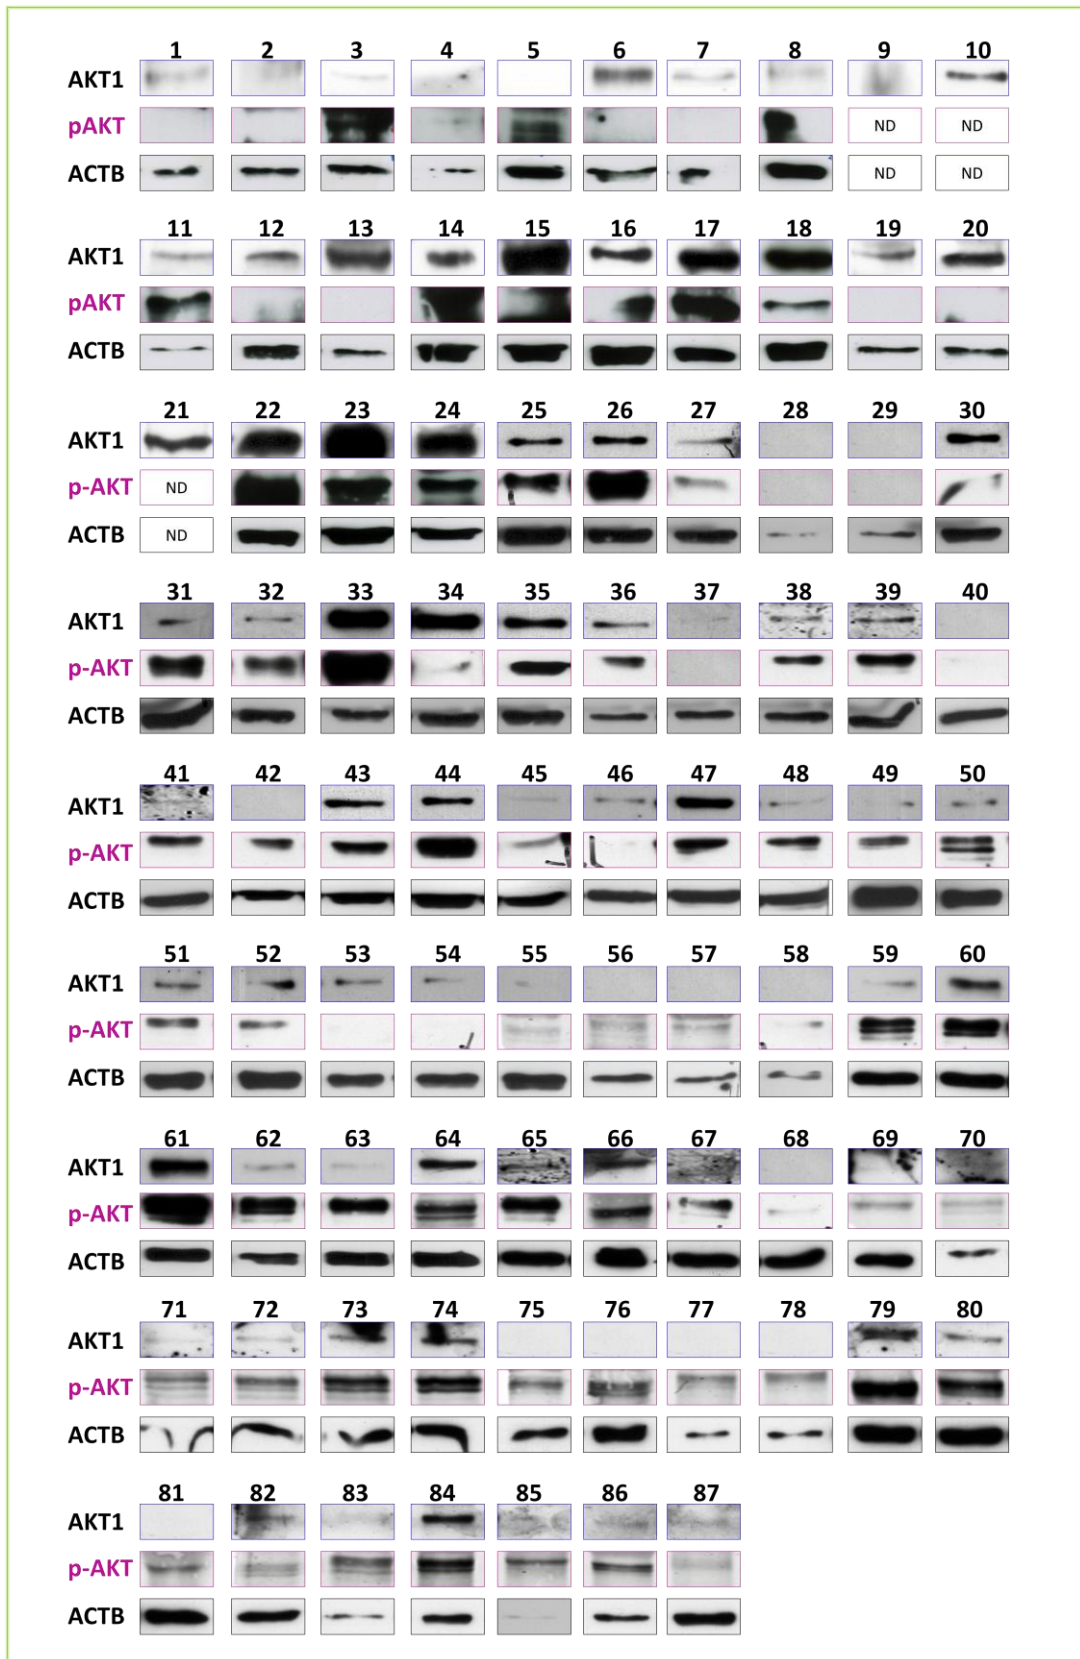 1 2 3 4 5 6 7 8 9 10
AKT1
pAKT ND ND
ACTB ND ND
11 12 13 14 15 16 17 18 19 20
AKT1
pAKT
ACTB
21 22 23 24 25 26 27 28 29 30
AKT1
p-AKT ND
ACTB ND
31 32 33 34 35 36 37 38 39 40
AKT1
p-AKT
ACTB
41 42 43 44 45 46 47 48 49 50
AKT1
p-AKT
ACTB
51 52 53 54 55 56 57 58 59 60
AKT1
p-AKT
ACTB
61 62 63 64 65 66 67 68 69 70
AKT1
p-AKT
ACTB
71 72 73 74 75 76 77 78 79 80
AKT1
p-AKT
ACTB
81 82 83 84 85 86 87
AKT1
p-AKT
ACTB